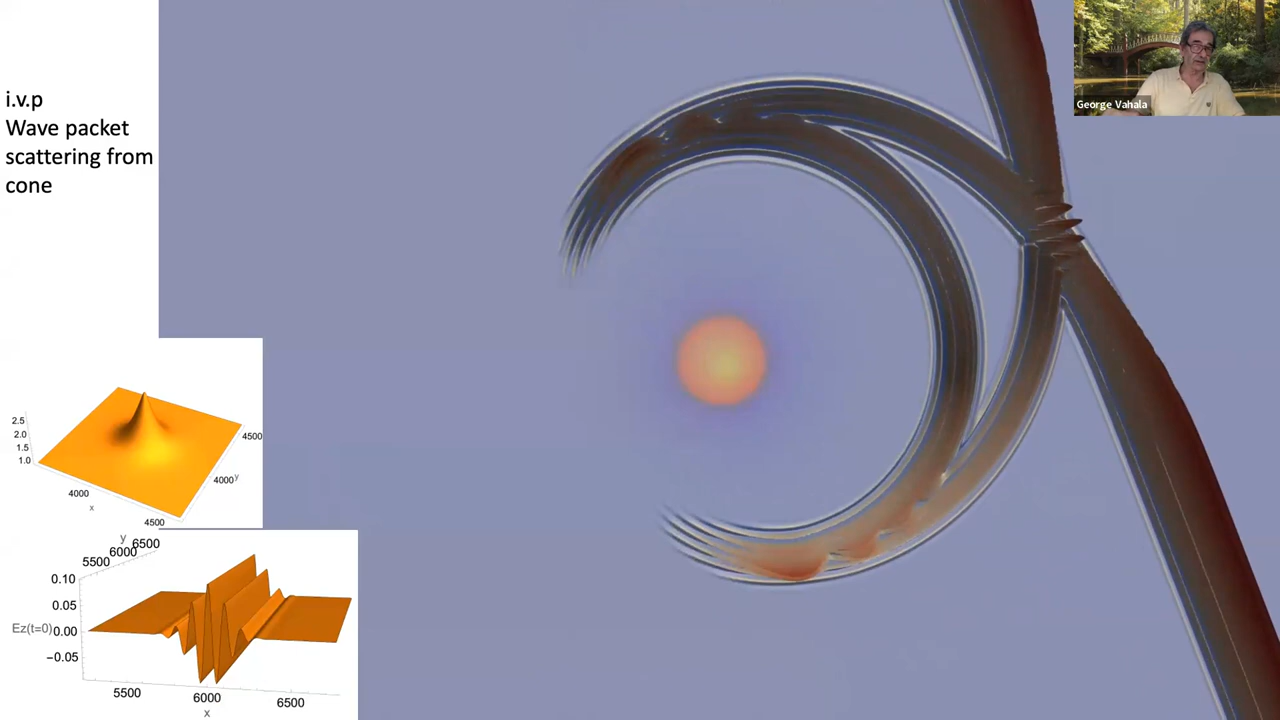 i.v.p
Wave packet
scattering from
cone
George Vahala
2.5
2.0
1.5
1.0
4000
x
4500
4000
y
4500
y
5500
6000
6500
0.10
0.05
Ez(t=0)
0.00
−0.05
5500
6000
6500
x